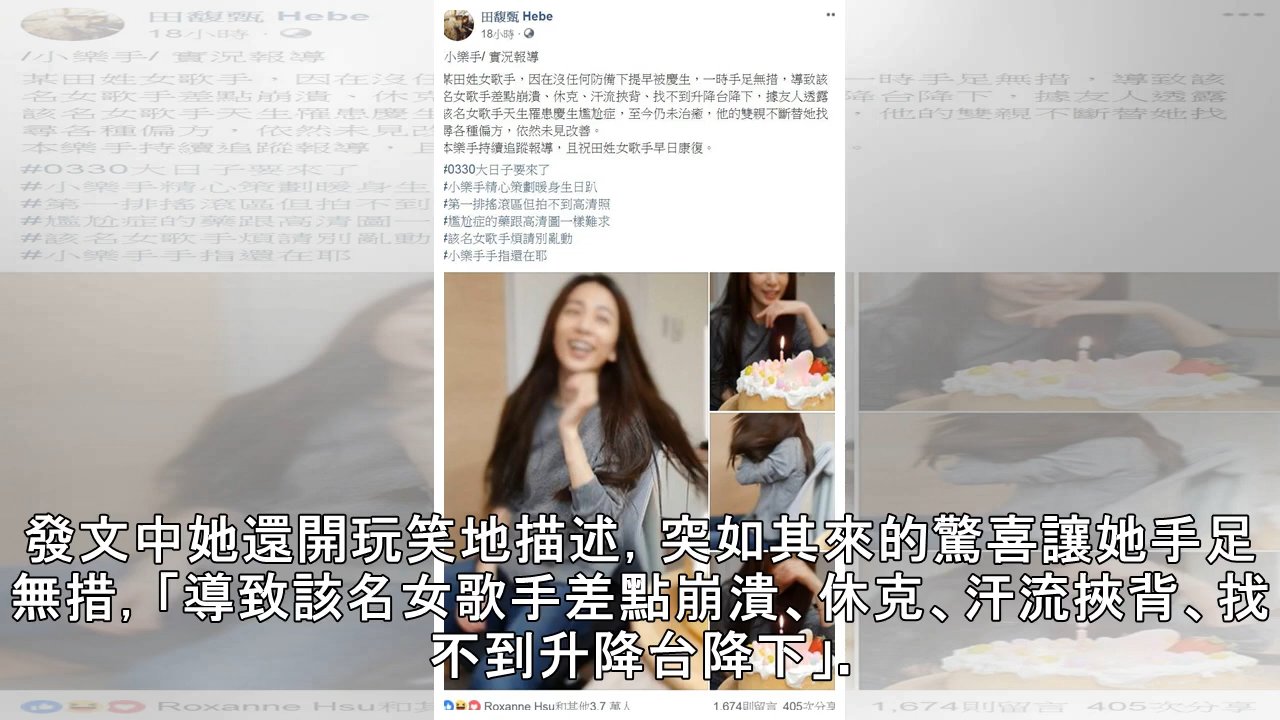 田馥甄 Hebe
18小時 ·
小樂手/ 實況報導
某田姓女歌手，因在沒任何防備下提早被慶生，一時手足無措，導致該
名女歌手差點崩潰、休克、汗流挾背、找不到升降台降下，據友人透露
該名女歌手天生罹患慶生尷尬症，至今仍未治癒，他的雙親不斷替她找
尋各種偏方，依然未見改善。
本樂手持續追蹤報導，且祝田姓女歌手早日康復。
#0330大日子要來了
#小樂手精心策劃暖身生日趴
#第一排搖滾區但拍不到高清照
#尷尬症的藥跟高清圖一樣難求
#該名女歌手煩請別亂動
#小樂手手指還在耶
發文中她還開玩笑地描述, 突如其來的驚喜讓她手足
無措,「導致該名女歌手差點崩潰、休克、汗流挾背、找
不到升降台降下」.
Roxanne Hsu和其他3.7 萬人
1,674則留言 405次分享